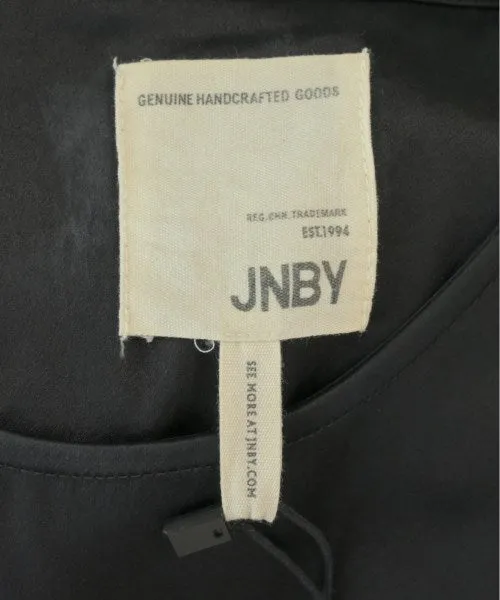 GENUINE HANDCRAFTED GOODS
REG.CHN.TRADEMARK
EST.1994
JNBY
SEE MORE AT JNBY.COM